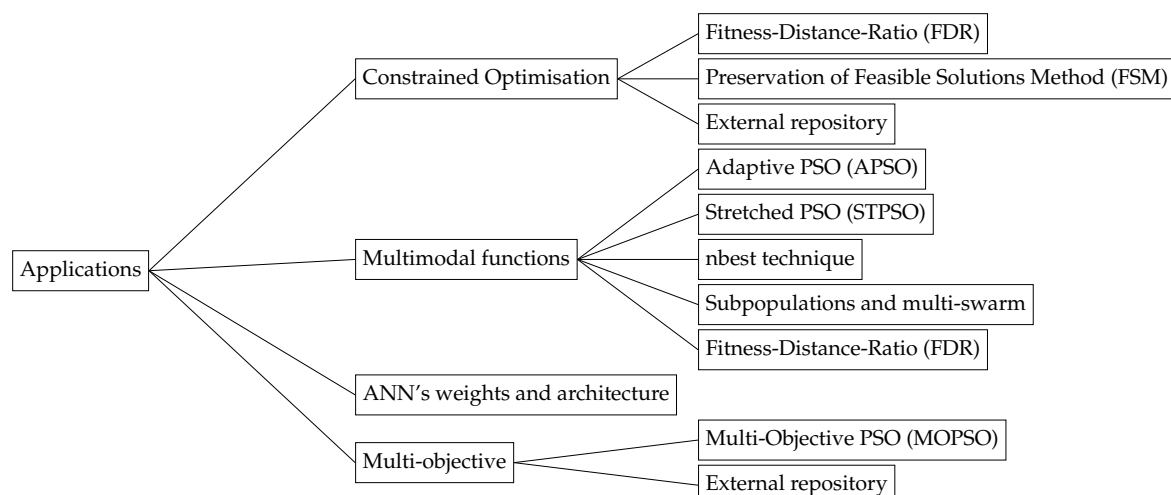 Applications
Constrained Optimisation
Fitness-Distance-Ratio (FDR)
Preservation of Feasible Solutions Method (FSM)
External repository
Multimodal functions
Adaptive PSO (APSO)
Stretched PSO (STPSO)
nbest technique
Subpopulations and multi-swarm
Fitness-Distance-Ratio (FDR)
ANN's weights and architecture
Multi-objective
Multi-Objective PSO (MOPSO)
External repository